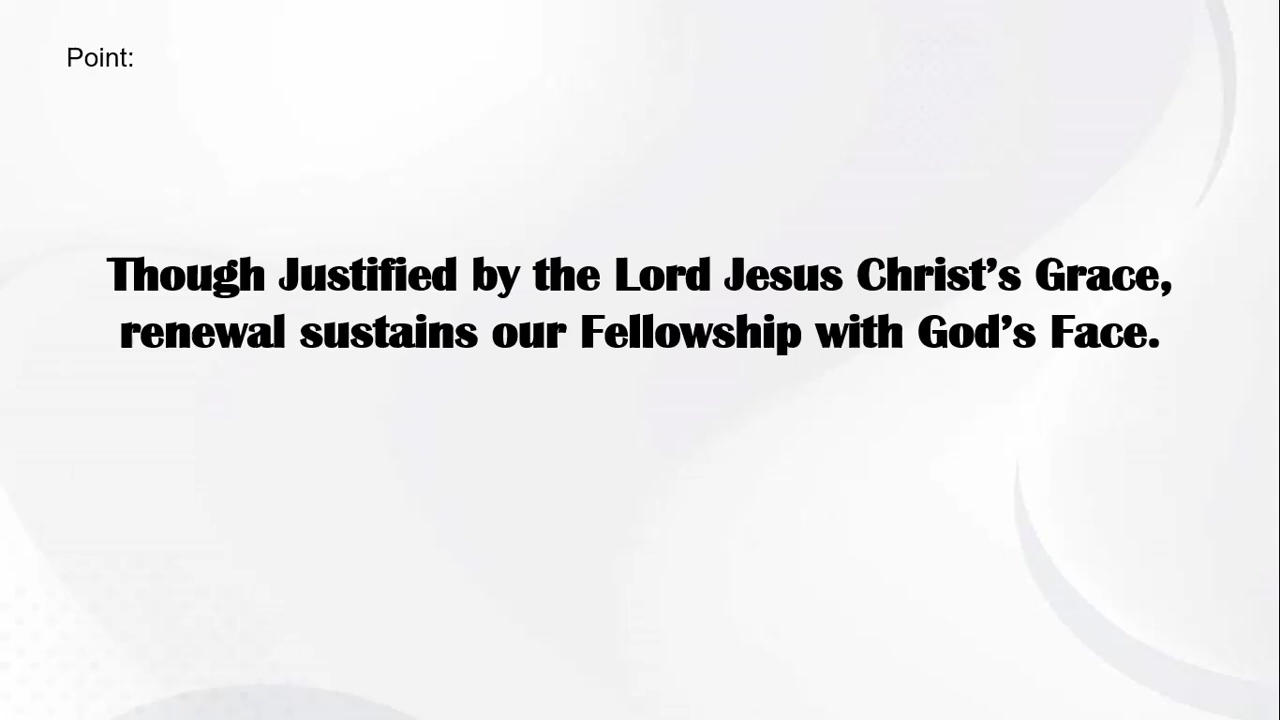 Point:
Though Justified by the Lord Jesus Christ’s Grace,
renewal sustains our Fellowship with God’s Face.